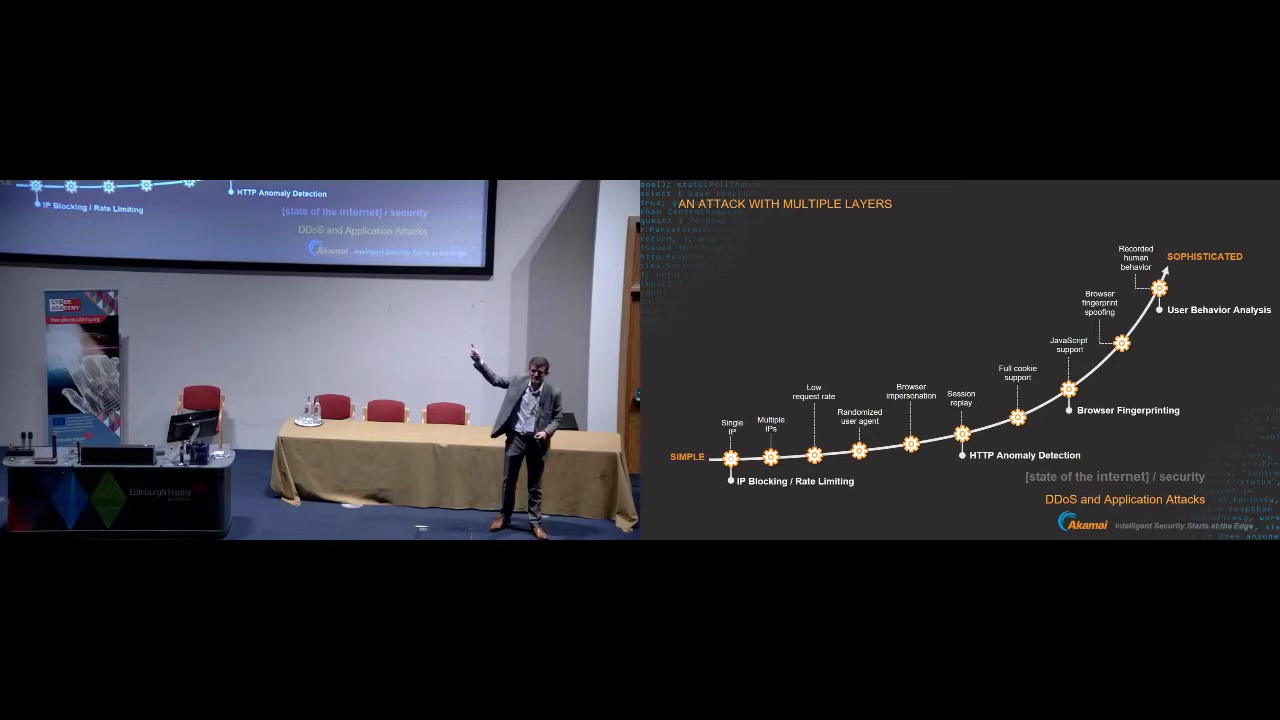 HTTP Anomaly Detection
IP Blocking / Rate Limiting
[state of the internet] / security
DDoS and Application Attacks
Akamai Intelligent Security Starts at the Edge
Edinburgh Napier
AN ATTACK WITH MULTIPLE LAYERS
Recorded
human
behavior
SOPHISTICATED
Browser
fingerprint
spoofing
User Behavior Analysis
JavaScript
support
Full cookie
support
Browser
impersonation
Session
replay
Low
request rate
Randomized
user agent
Browser Fingerprinting
Single
IP
Multiple
IPs
SIMPLE
HTTP Anomaly Detection
IP Blocking / Rate Limiting
[state of the internet] / security
DDoS and Application Attacks
Akamai Intelligent Security Starts at the Edge